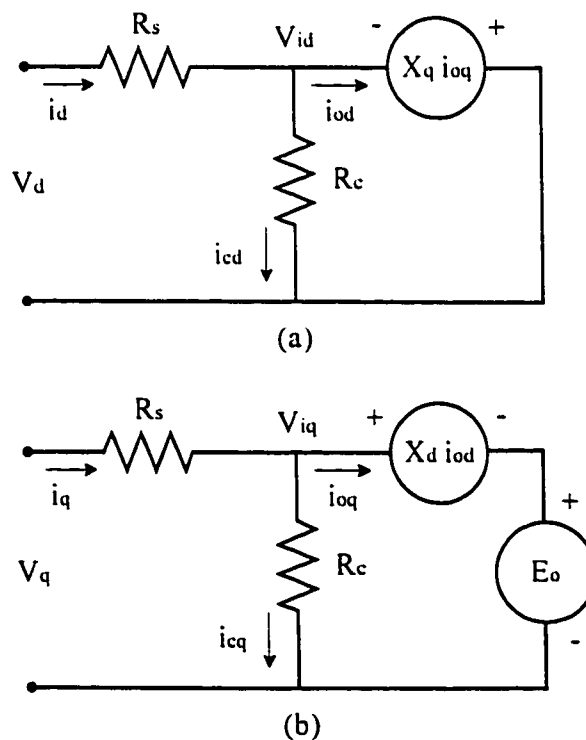 Rs
Vid
- Xq ioq +
id
iod
Vd
Rc
icd
(a)
Rs
Viq
+ Xd iod -
iq
ioq
+
Vq
Rc
Eo
icq
-
(b)